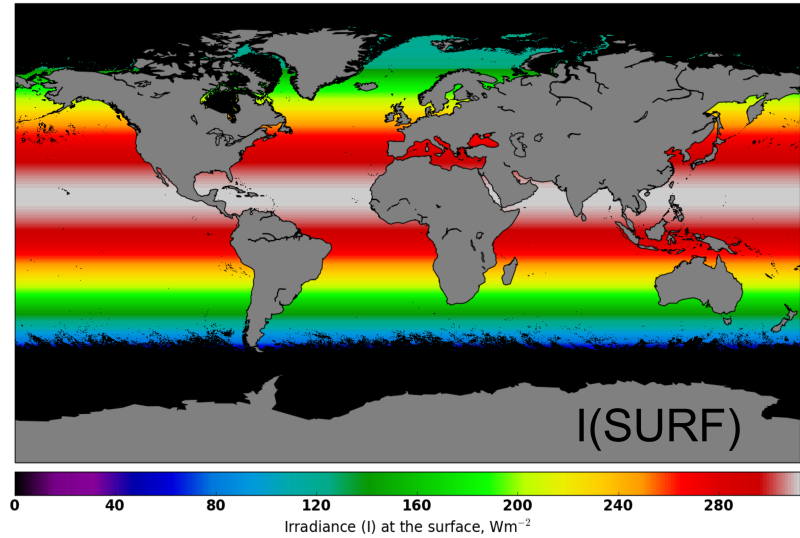 I(SURF)
0 40 80 120 160 200 240 280
Irradiance (I) at the surface, Wm⁻²